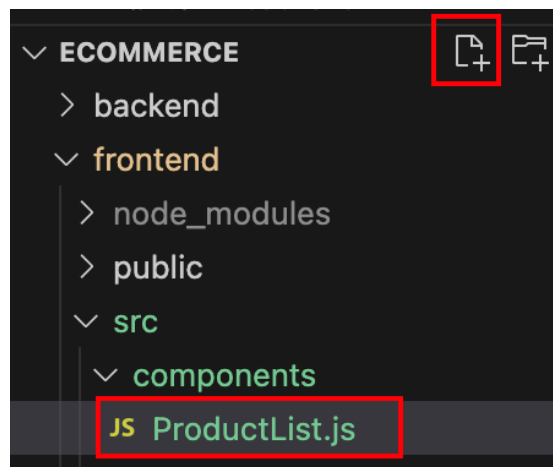 ECOMMERCE
backend
frontend
node_modules
public
src
components
JS ProductList.js